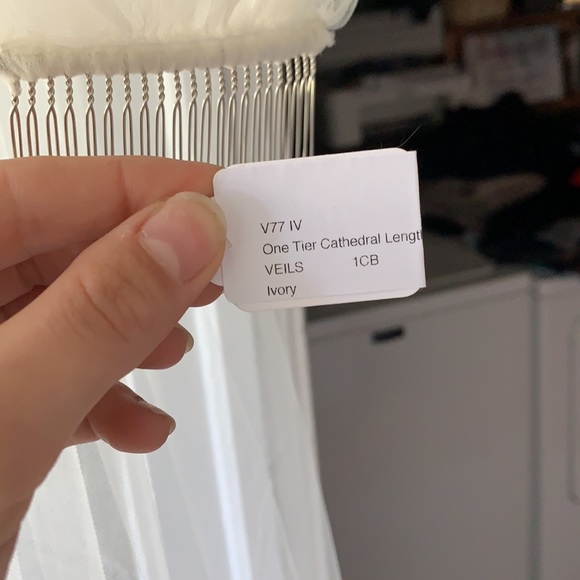 V77 IV
One Tier Cathedral Lengt
VEILS 1CB
Ivory